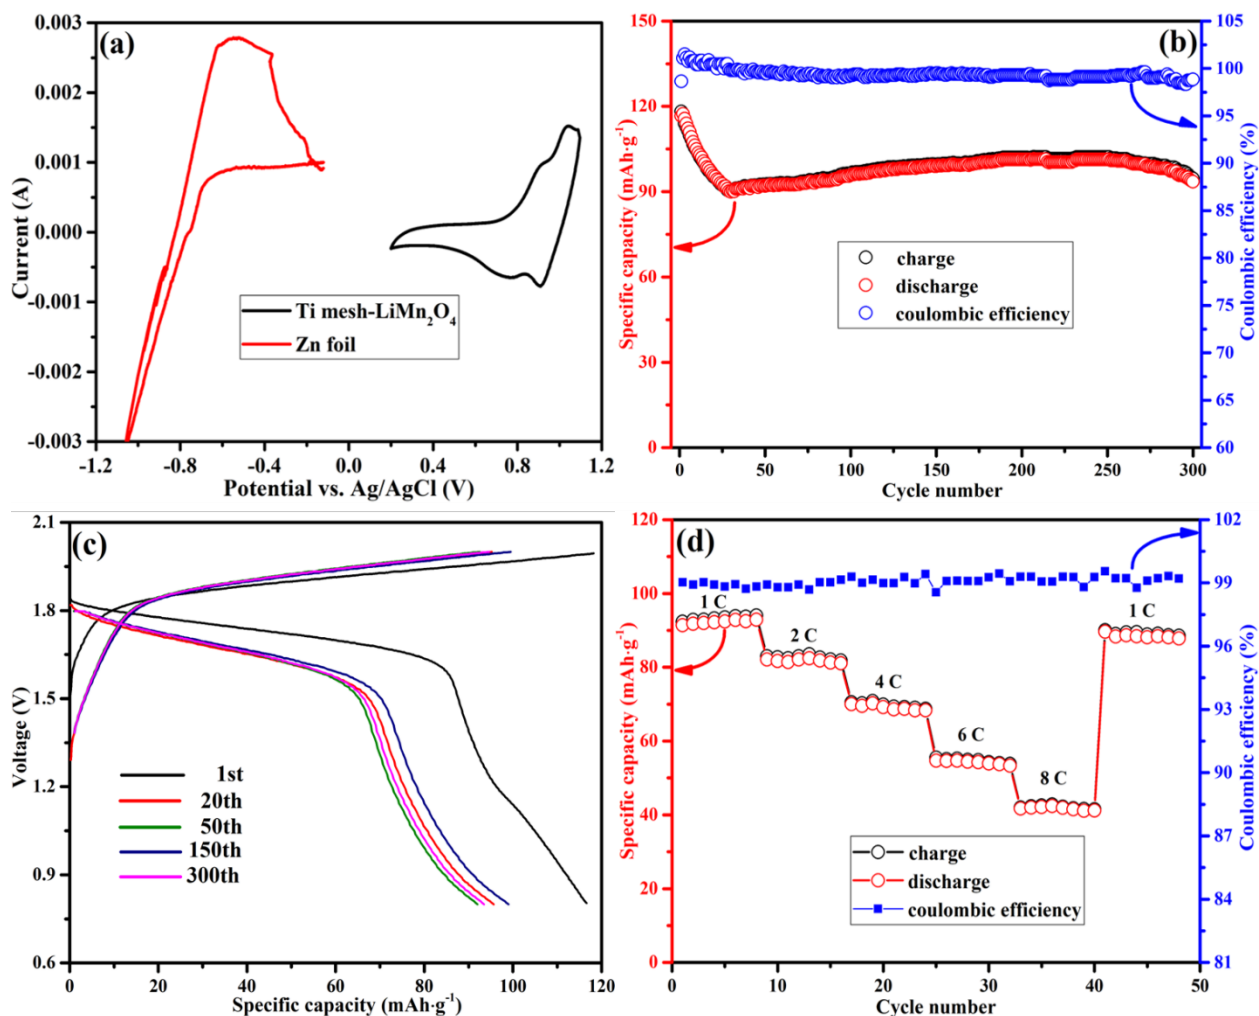 (a)
0.003
0.002
0.001
0.000
-0.001
-0.002
-0.003
Current (A)
Ti mesh-LiMn₂O₄
Zn foil
-1.2 -0.8 -0.4 0.0 0.4 0.8 1.2
Potential vs. Ag/AgCl (V)
(b)
150
120
90
60
30
0
Specific capacity (mAh·g⁻¹)
charge
discharge
coulombic efficiency
105
100
95
90
85
80
75
70
65
60
Coulombic efficiency (%)
1 50 100 150 200 250 300
Cycle number
(c)
2.1
1.8
1.5
1.2
0.9
0.6
Voltage (V)
1st
20th
50th
150th
300th
0 20 40 60 80 100 120
Specific capacity (mAh·g⁻¹)
(d)
120
100
80
60
40
20
0
Specific capacity (mAh·g⁻¹)
1 C
2 C
4 C
6 C
8 C
1 C
charge
discharge
coulombic efficiency
102
99
96
93
90
87
84
81
Coulombic efficiency (%)
0 10 20 30 40 50
Cycle number